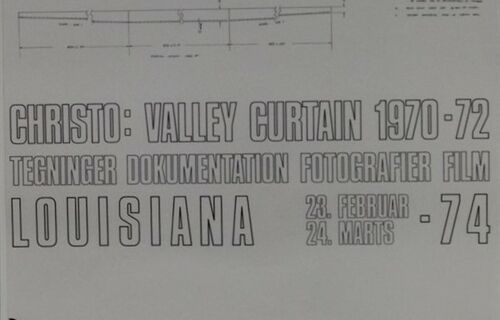 CHRISTO: VALLEY CURTAIN 1970-72
TEGNINGER DOKUMENTATION FOTOGRAFIER FILM
LOUISIANA 23. FEBRUAR - 74
24. MARTS